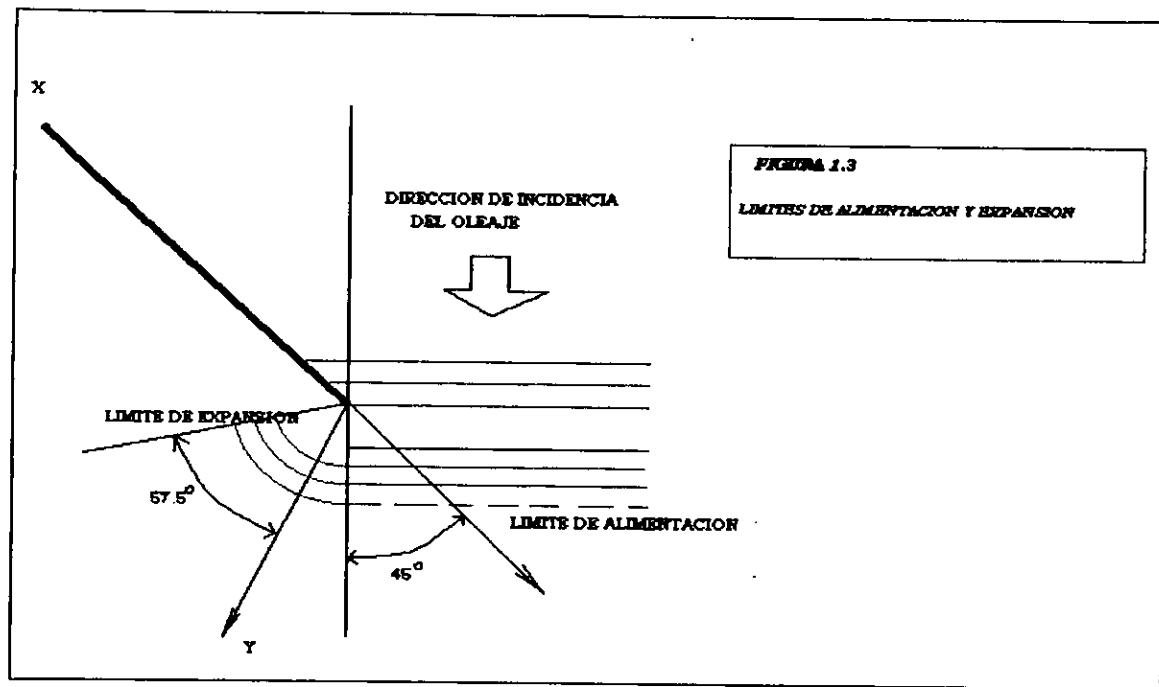 X
DIRECCION DE INCIDENCIA
DEL OLEAJE
FIGURA 1.3
LIMITES DE ALIMENTACION Y EXPANSION
LIMITE DE EXPANSION
57.5°
LIMITE DE ALIMENTACION
45°
Y